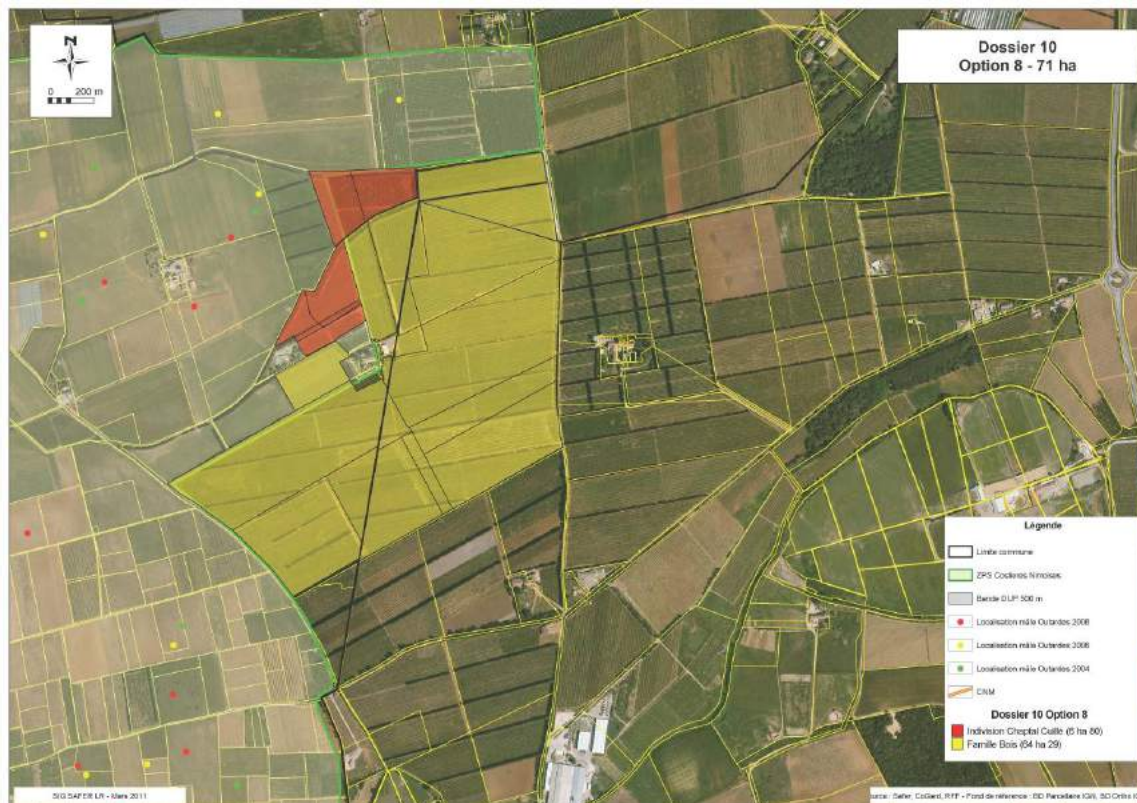 Dossier 10
Option 8 - 71 ha
N
0 200 m
Légende
Limite commune
ZPS Costières Nîmoises
Bande DUP 500 m
Localisation mâle Outardes 2008
Localisation mâle Outardes 2006
Localisation mâle Outardes 2004
CNM
Dossier 10 Option 8
Indivision Cheptal Cuille (6 ha 80)
Famille Bois (64 ha 29)
SIG SAFER LR - Mars 2011
Source : Safer, CoGard, RFF - Fond de référence : BD Parcellaire IGN, BD Ortho